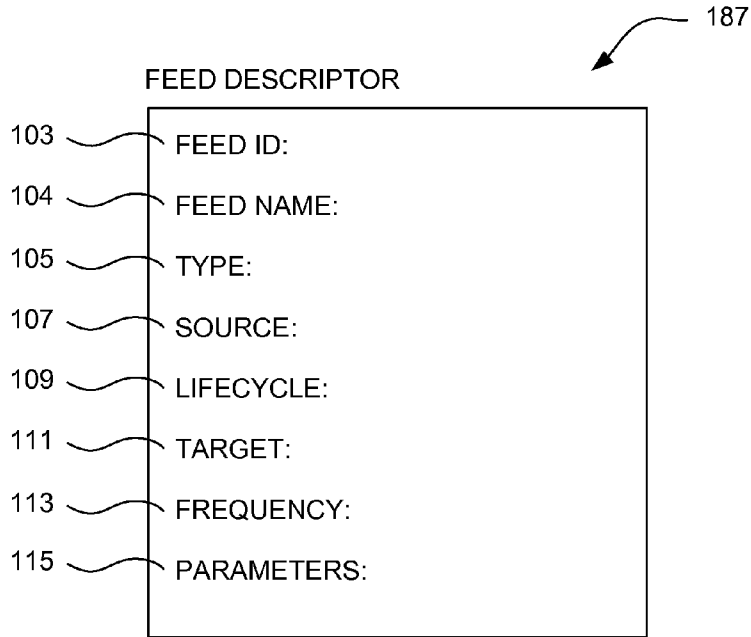 187
FEED DESCRIPTOR
103 FEED ID:
104 FEED NAME:
105 TYPE:
107 SOURCE:
109 LIFECYCLE:
111 TARGET:
113 FREQUENCY:
115 PARAMETERS: